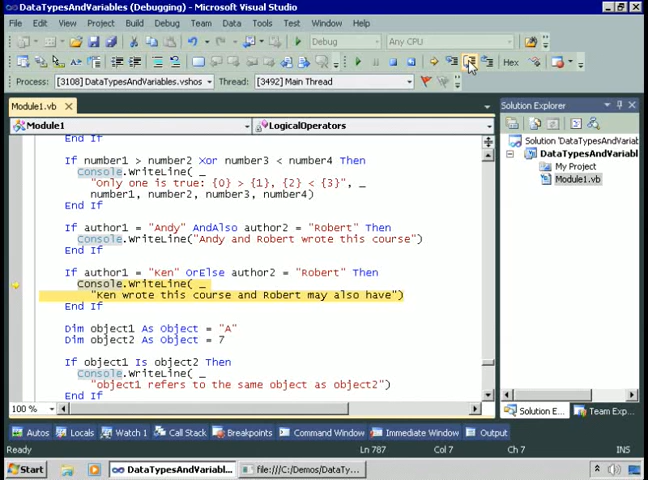 DataTypesAndVariables (Debugging) - Microsoft Visual Studio
File Edit View Project Build Debug Team Data Tools Test Window Help
Debug Any CPU
Hex
Process: [3108] DataTypesAndVariables.vshos Thread: [3492] Main Thread
Module1.vb
Module1 LogicalOperators
End If
If number1 > number2 Xor number3 < number4 Then
Console.WriteLine( _
"Only one is true: {0} > {1}, {2} < {3}", _
number1, number2, number3, number4)
End If
If author1 = "Andy" AndAlso author2 = "Robert" Then
Console.WriteLine("Andy and Robert wrote this course")
End If
If author1 = "Ken" OrElse author2 = "Robert" Then
Console.WriteLine( _
"Ken wrote this course and Robert may also have")
End If
Dim object1 As Object = "A"
Dim object2 As Object = 7
If object1 Is object2 Then
Console.WriteLine( _
"object1 refers to the same object as object2")
End If
100 %
Solution Explorer
Solution 'DataTypesAndVariabl
DataTypesAndVariabl
My Project
Module1.vb
Solution E... Team Exp...
Autos Locals Watch 1 Call Stack Breakpoints Command Window Immediate Window Output
Ready Ln 787 Col 7 Ch 7 INS
Start DataTypesAndVariabl... file:///C:/Demos/DataTy...